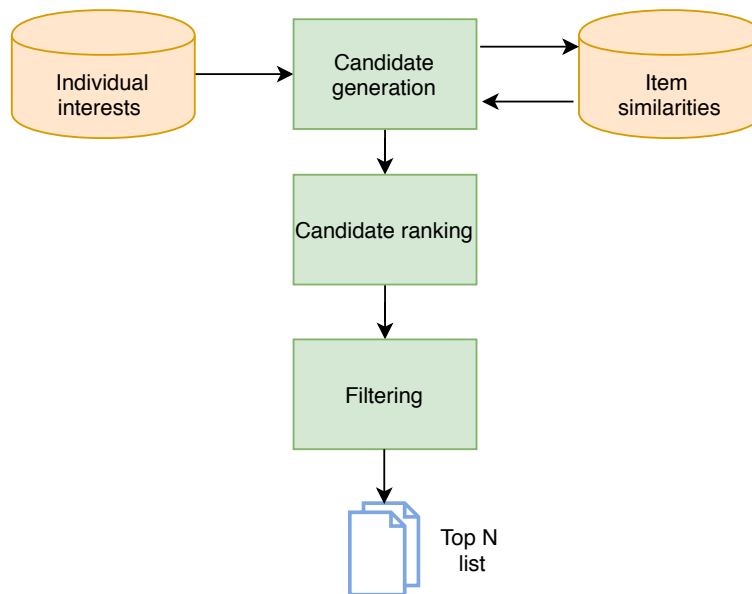 Individual
interests
Candidate
generation
Item
similarities
Candidate ranking
Filtering
Top N
list